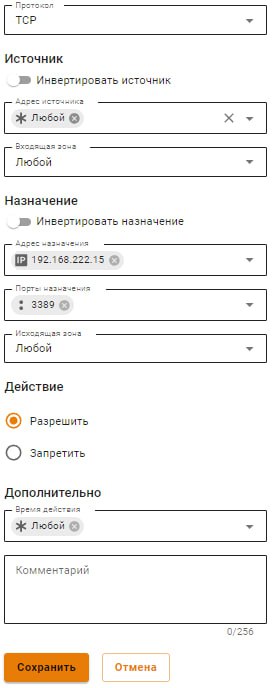 Протокол
TCP
Источник
Инвертировать источник
Адрес источника
Любой
Входящая зона
Любой
Назначение
Инвертировать назначение
Адрес назначения
IP 192.168.222.15
Порты назначения
3389
Исходящая зона
Любой
Действие
Разрешить
Запретить
Дополнительно
Время действия
Любой
Комментарий
0/256
Сохранить Отмена